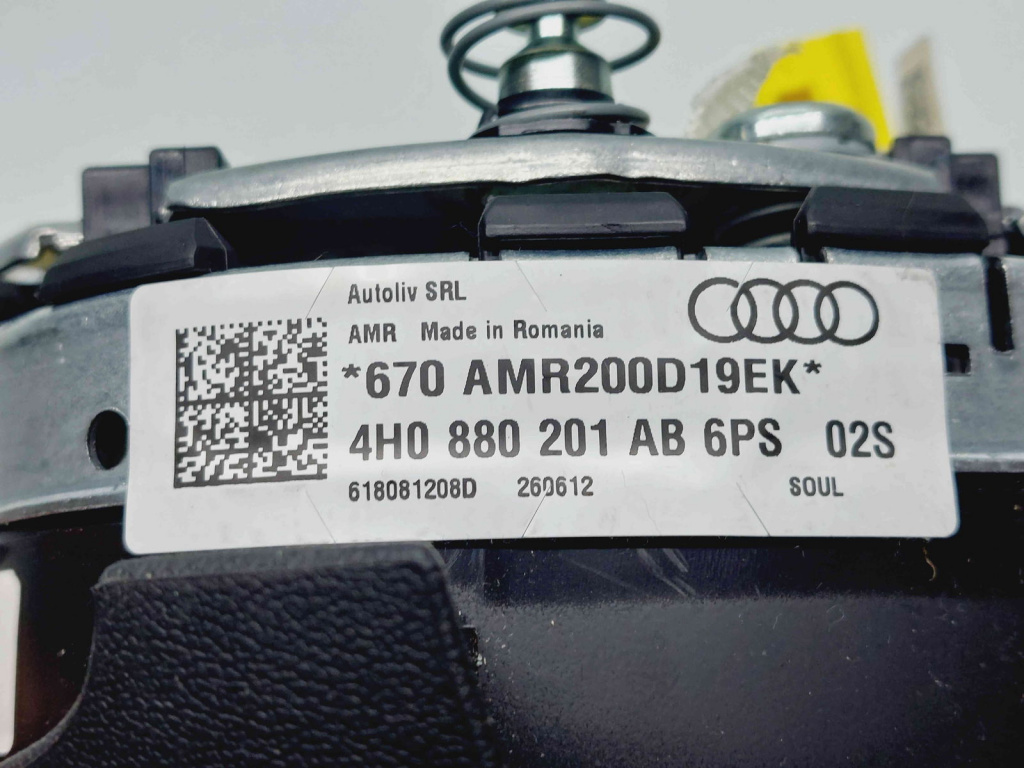 Autoliv SRL
AMR Made in Romania
*670 AMR200D19EK*
4H0 880 201 AB 6PS 02S
618081208D 260612 SOUL